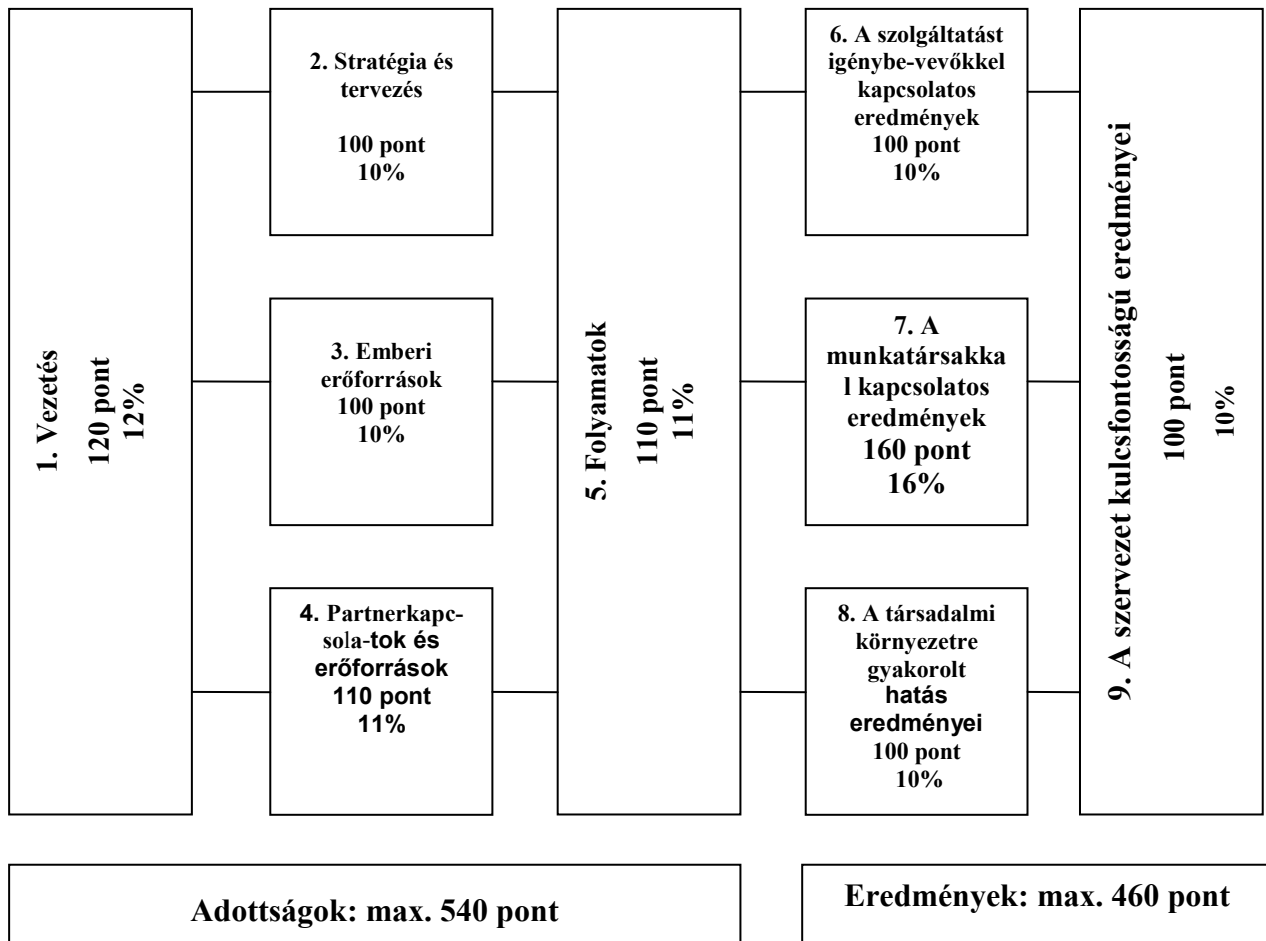 1. Vezetés
120 pont
12%
2. Stratégia és
tervezés
100 pont
10%
3. Emberi
erőforrások
100 pont
10%
4. Partnerkapc-
sola-tok és
erőforrások
110 pont
11%
5. Folyamatok
110 pont
11%
6. A szolgáltatást
igénybe-vevőkkel
kapcsolatos
eredmények
100 pont
10%
7. A
munkatársakka
l kapcsolatos
eredmények
160 pont
16%
8. A társadalmi
környezetre
gyakorolt
hatás
eredményei
100 pont
10%
9. A szervezet kulcsfontosságú eredményei
100 pont
10%
Adottságok: max. 540 pont
Eredmények: max. 460 pont